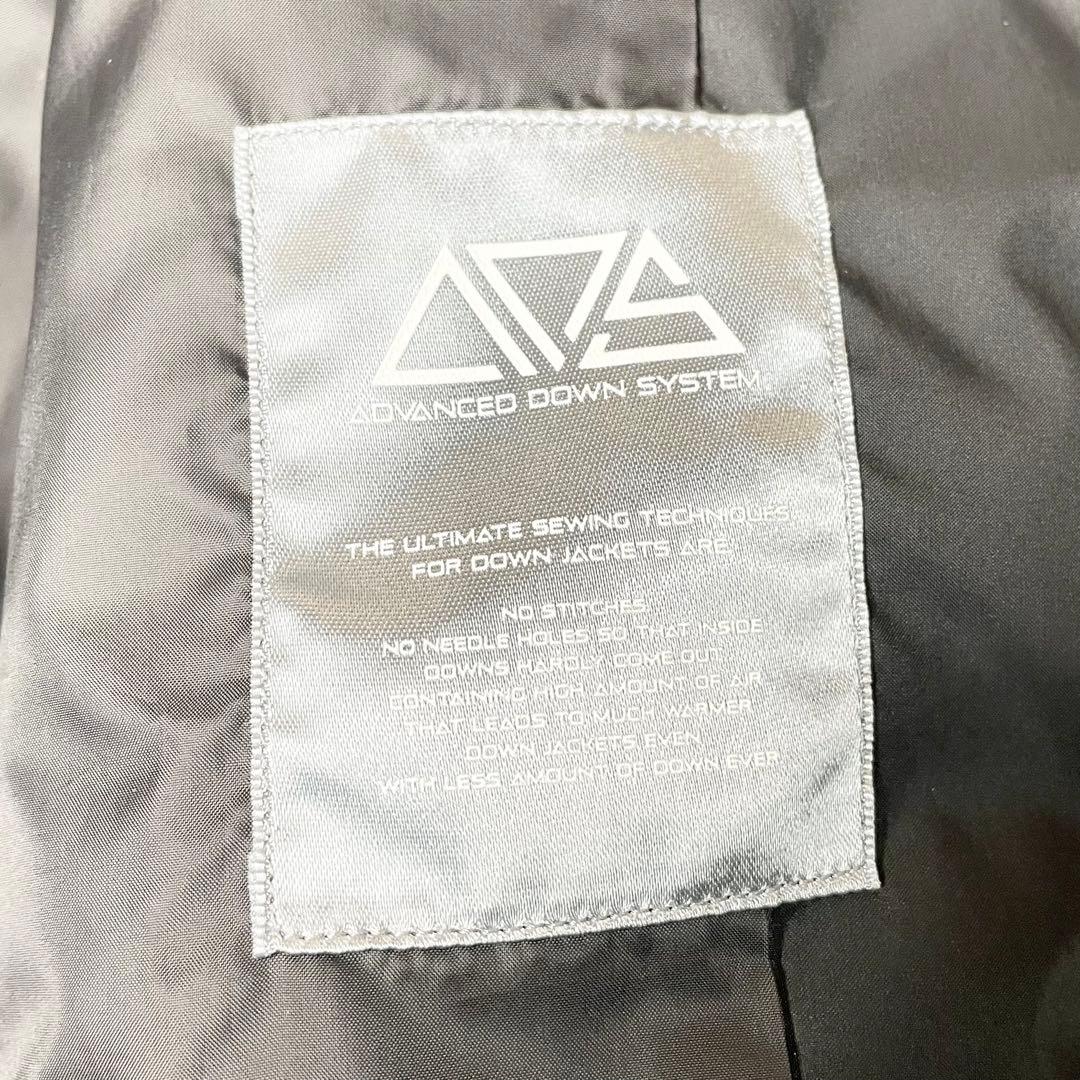 ADS
ADVANCED DOWN SYSTEM
THE ULTIMATE SEWING TECHNIQUES
FOR DOWN JACKETS ARE:
NO STITCHES
NO NEEDLE HOLES SO THAT INSIDE
DOWNS HARDLY COME OUT
CONTAINING HIGH AMOUNT OF AIR
THAT LEADS TO MUCH WARMER
DOWN JACKETS EVEN
WITH LESS AMOUNT OF DOWN EVER